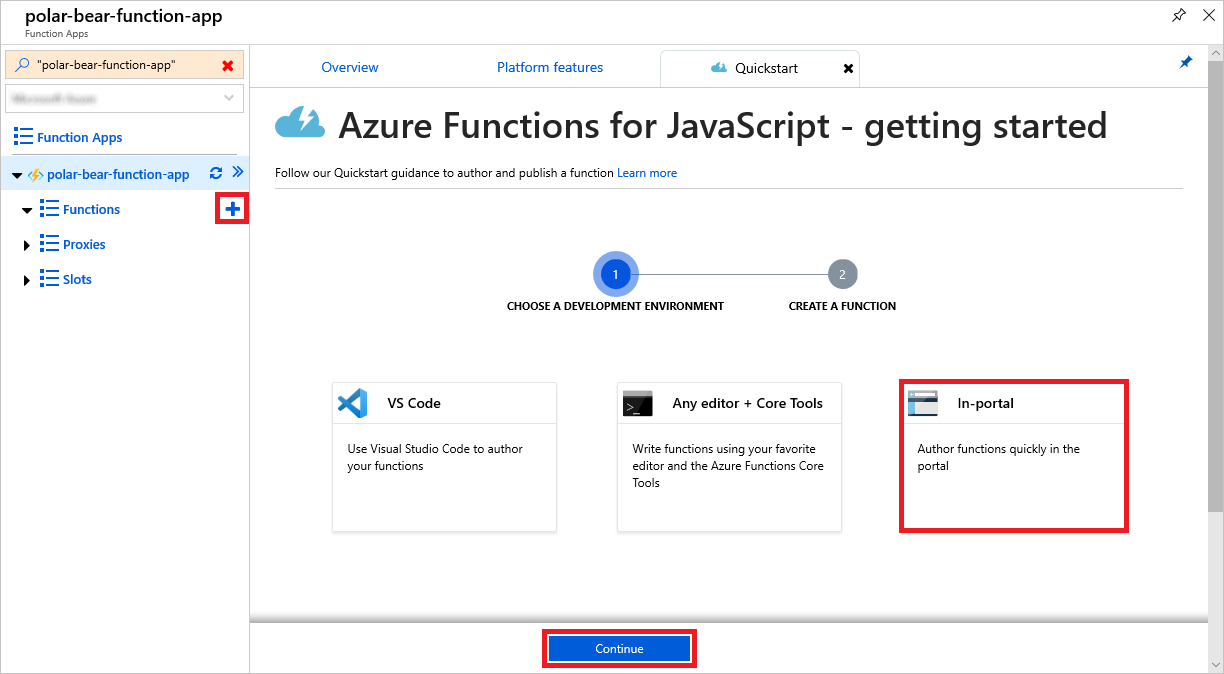 polar-bear-function-app
Function Apps
"polar-bear-function-app"
Function Apps
polar-bear-function-app
Functions
Proxies
Slots
Overview
Platform features
Quickstart
Azure Functions for JavaScript - getting started
Follow our Quickstart guidance to author and publish a function Learn more
1
2
CHOOSE A DEVELOPMENT ENVIRONMENT
CREATE A FUNCTION
VS Code
Use Visual Studio Code to author
your functions
Any editor + Core Tools
Write functions using your favorite
editor and the Azure Functions Core
Tools
In-portal
Author functions quickly in the
portal
Continue